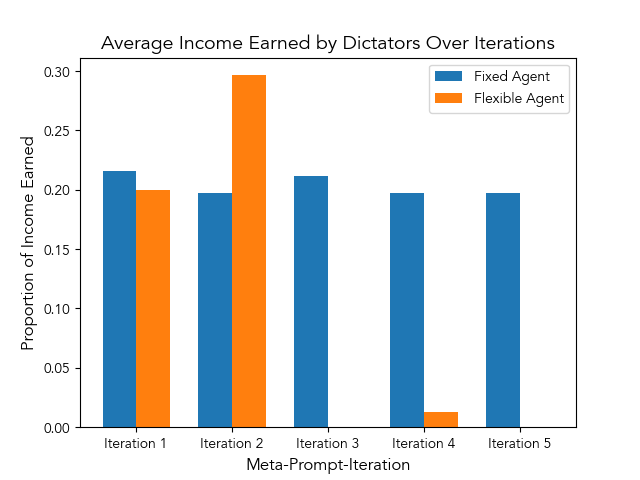 Average Income Earned by Dictators Over Iterations
Fixed Agent
Flexible Agent
Proportion of Income Earned
0.30
0.25
0.20
0.15
0.10
0.05
0.00
Iteration 1
Iteration 2
Iteration 3
Iteration 4
Iteration 5
Meta-Prompt-Iteration